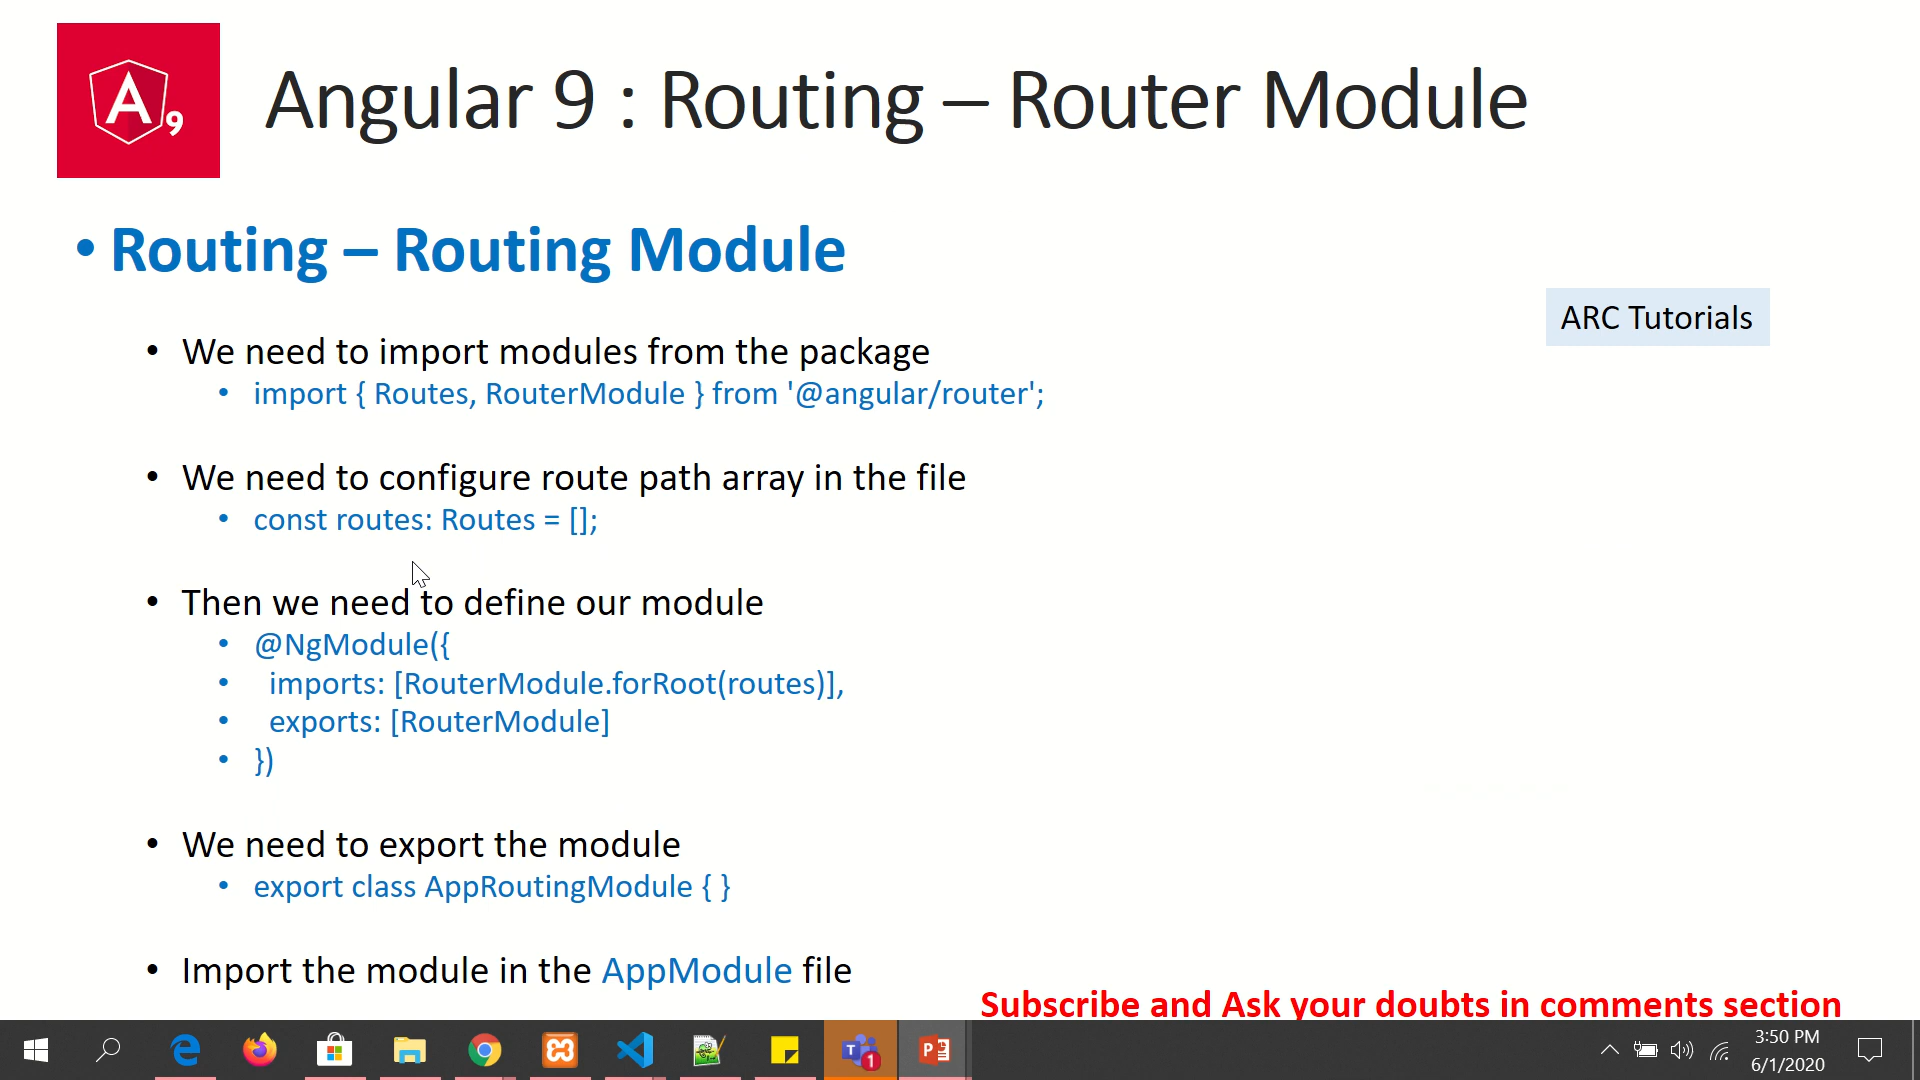 A9
Angular 9 : Routing – Router Module
• Routing – Routing Module
ARC Tutorials
• We need to import modules from the package
• import { Routes, RouterModule } from '@angular/router';
• We need to configure route path array in the file
• const routes: Routes = [];
• Then we need to define our module
• @NgModule({
• imports: [RouterModule.forRoot(routes)],
• exports: [RouterModule]
• })
• We need to export the module
• export class AppRoutingModule { }
• Import the module in the AppModule file
Subscribe and Ask your doubts in comments section
3:50 PM
6/1/2020